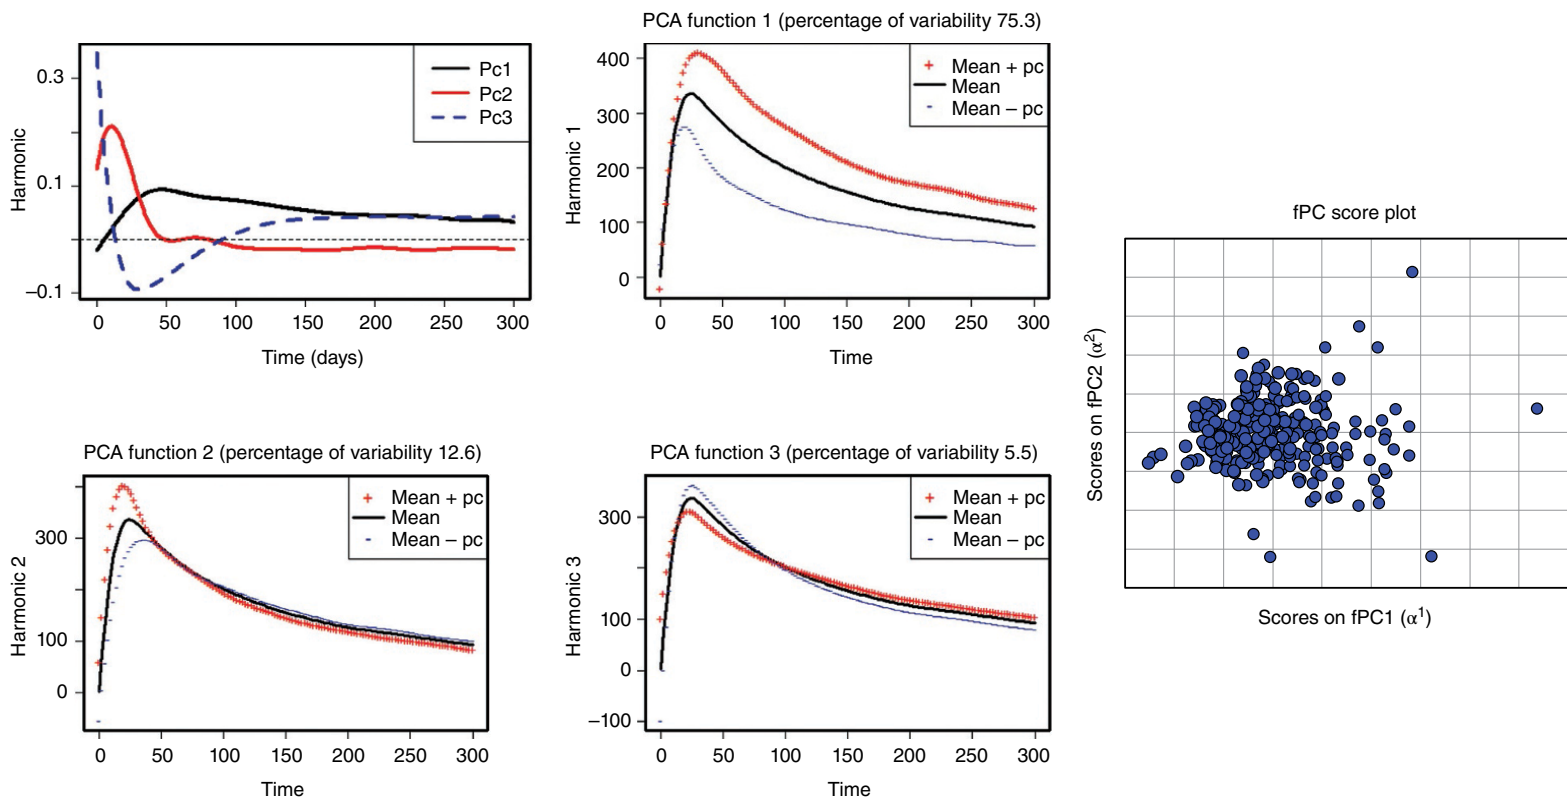 Harmonic
0.3
0.1
–0.1
Pc1
Pc2
Pc3
0 50 100 150 200 250 300
Time (days)
PCA function 1 (percentage of variability 75.3)
Harmonic 1
400
300
200
100
0
Mean + pc
Mean
Mean – pc
0 50 100 150 200 250 300
Time
PCA function 2 (percentage of variability 12.6)
Harmonic 2
300
100
0
Mean + pc
Mean
Mean – pc
0 50 100 150 200 250 300
Time
PCA function 3 (percentage of variability 5.5)
Harmonic 3
300
100
0
–100
Mean + pc
Mean
Mean – pc
0 50 100 150 200 250 300
Time
fPC score plot
Scores on fPC2 (α²)
Scores on fPC1 (α¹)